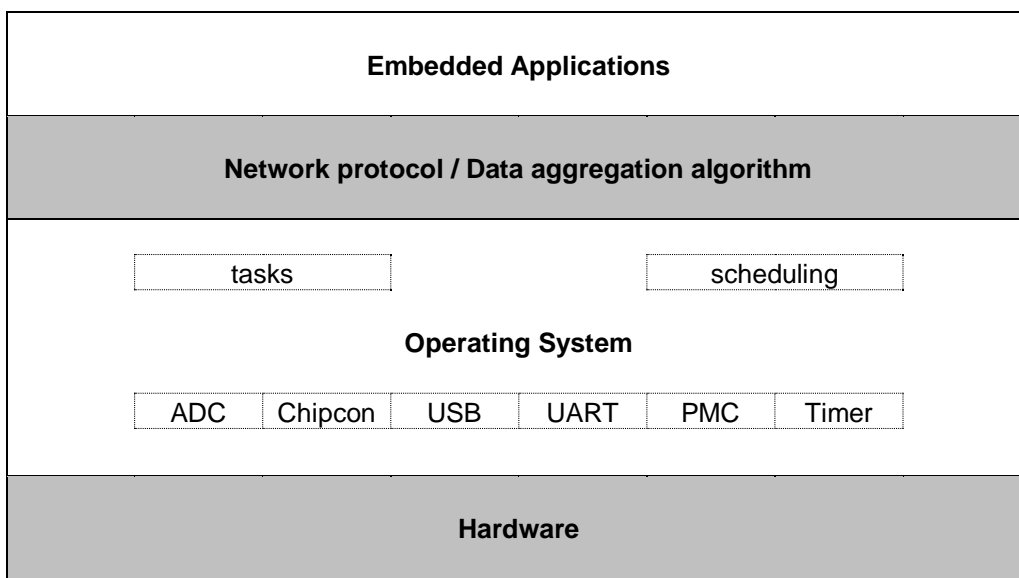 Embedded Applications
Network protocol / Data aggregation algorithm
tasks scheduling
Operating System
ADC Chipcon USB UART PMC Timer
Hardware